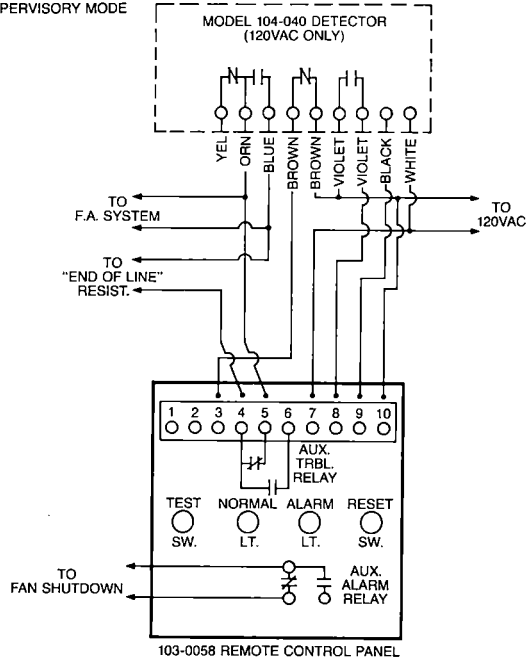 PERVISORY MODE
MODEL 104-040 DETECTOR
(120VAC ONLY)
YEL
ORN
BLUE
BROWN
BROWN
VIOLET
VIOLET
BLACK
WHITE
TO
F.A. SYSTEM
TO
120VAC
TO
"END OF LINE"
RESIST.
1 2 3 4 5 6 7 8 9 10
AUX.
TRBL.
RELAY
TEST
SW.
NORMAL
LT.
ALARM
LT.
RESET
SW.
TO
FAN SHUTDOWN
AUX.
ALARM
RELAY
103-0058 REMOTE CONTROL PANEL